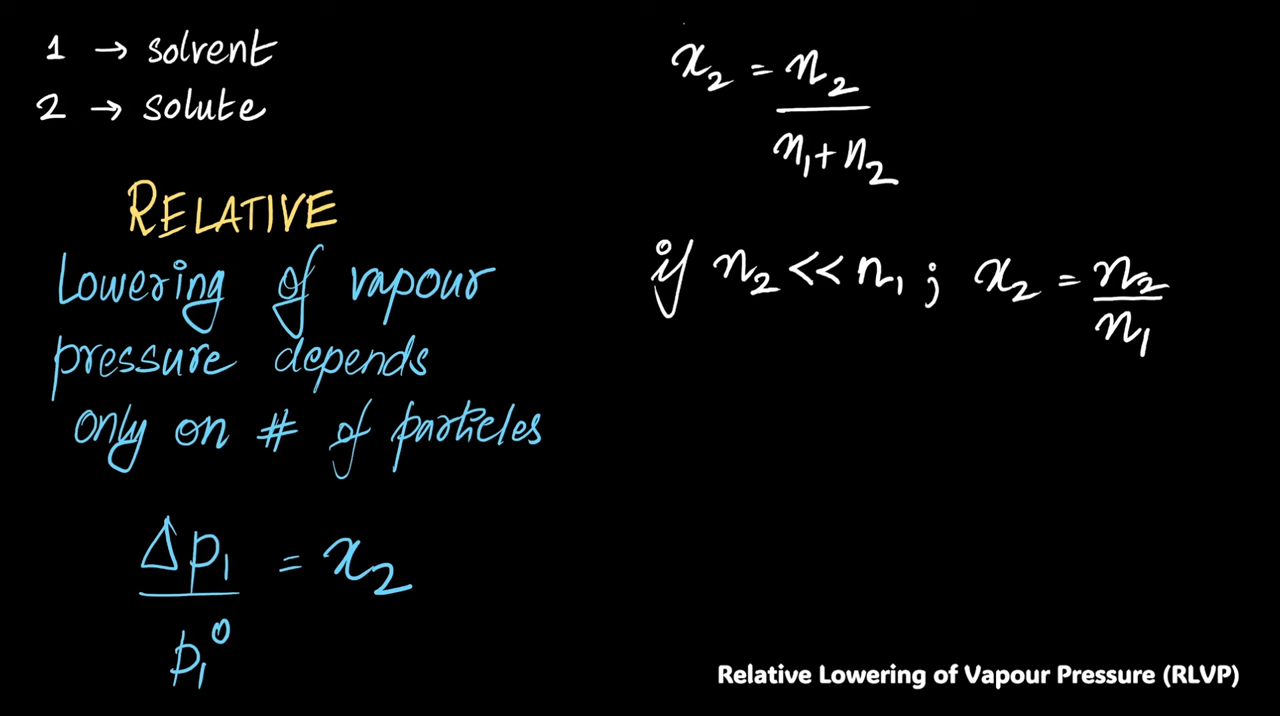 1 → solvent
2 → solute
RELATIVE
Lowering of vapour
pressure depends
only on # of particles
Δp₁ / p₁⁰ = x₂
x₂ = n₂ / n₁ + n₂
if n₂ << n₁ ; x₂ = n₂ / n₁
Relative Lowering of Vapour Pressure (RLVP)